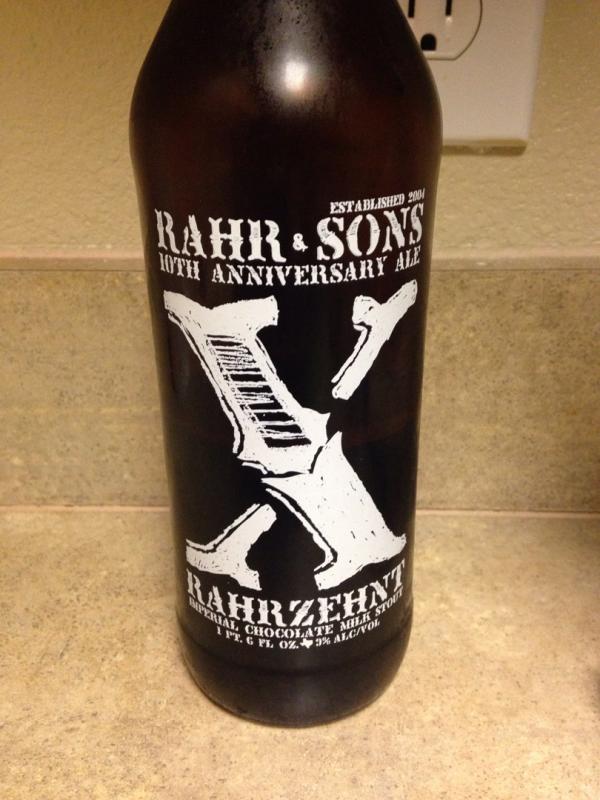 ESTABLISHED 2004
RAHR & SONS
10TH ANNIVERSARY ALE
X
RAHRZEHNT
IMPERIAL CHOCOLATE MILK STOUT
1 PT. 6 FL OZ. 9% ALC/VOL